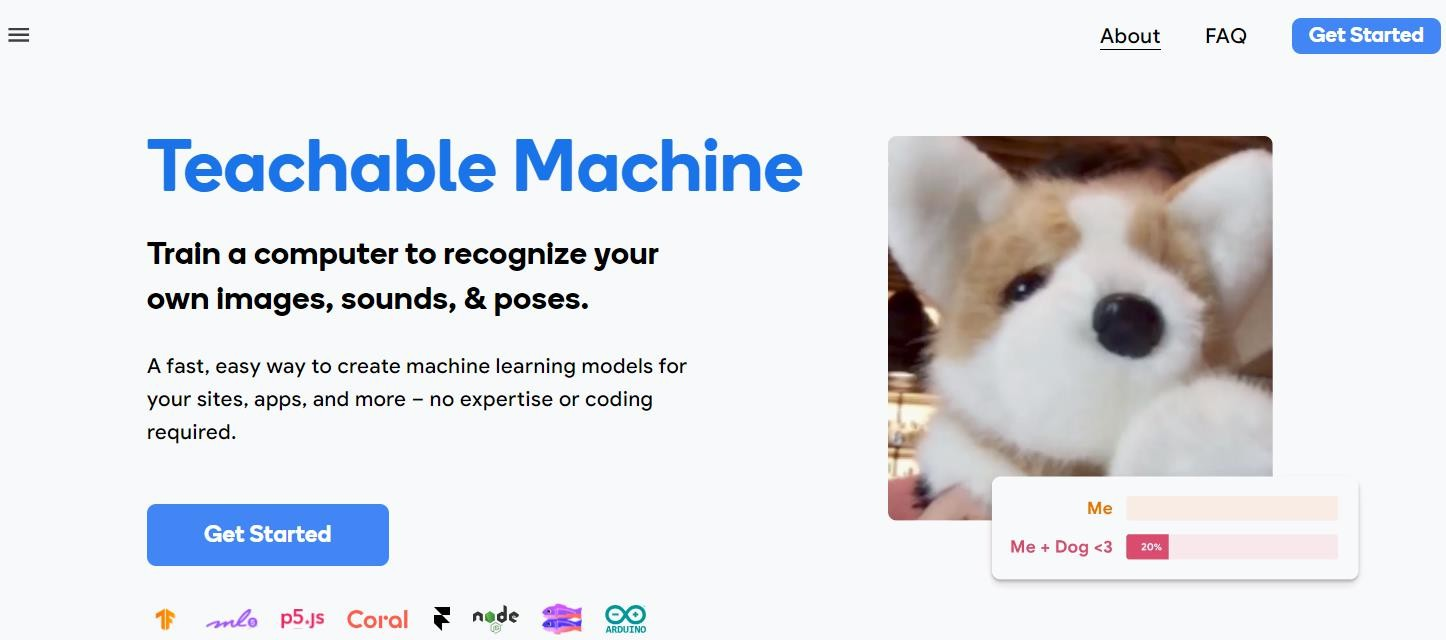 About FAQ Get Started
Teachable Machine
Train a computer to recognize your
own images, sounds, & poses.
A fast, easy way to create machine learning models for
your sites, apps, and more – no expertise or coding
required.
Get Started
Me
Me + Dog <3 20%
ml5 p5.js Coral node JS ARDUINO